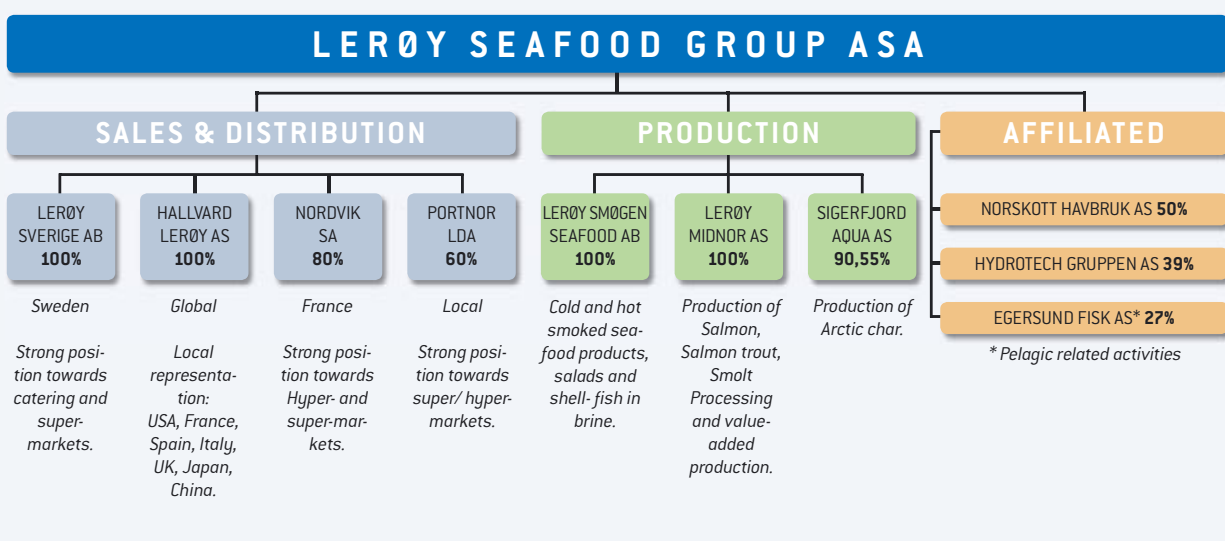 LERØY SEAFOOD GROUP ASA
SALES & DISTRIBUTION
LERØY
SVERIGE AB
100%
Sweden
Strong posi-
tion towards
catering and
super-
markets.
HALLVARD
LERØY AS
100%
Global
Local
representa-
tion:
USA, France,
Spain, Italy,
UK, Japan,
China.
NORDVIK
SA
80%
France
Strong posi-
tion towards
Hyper- and
super-mar-
kets.
PORTNOR
LDA
60%
Local
Strong posi-
tion towards
super/ hyper-
markets.
PRODUCTION
LERØY SMØGEN
SEAFOOD AB
100%
Cold and hot
smoked sea-
food products,
salads and
shell- fish in
brine.
LERØY
MIDNOR AS
100%
Production of
Salmon,
Salmon trout,
Smolt
Processing
and value-
added
production.
SIGERFJORD
AQUA AS
90,55%
Production of
Arctic char.
AFFILIATED
NORSKOTT HAVBRUK AS 50%
HYDROTECH GRUPPEN AS 39%
EGERSUND FISK AS* 27%
* Pelagic related activities